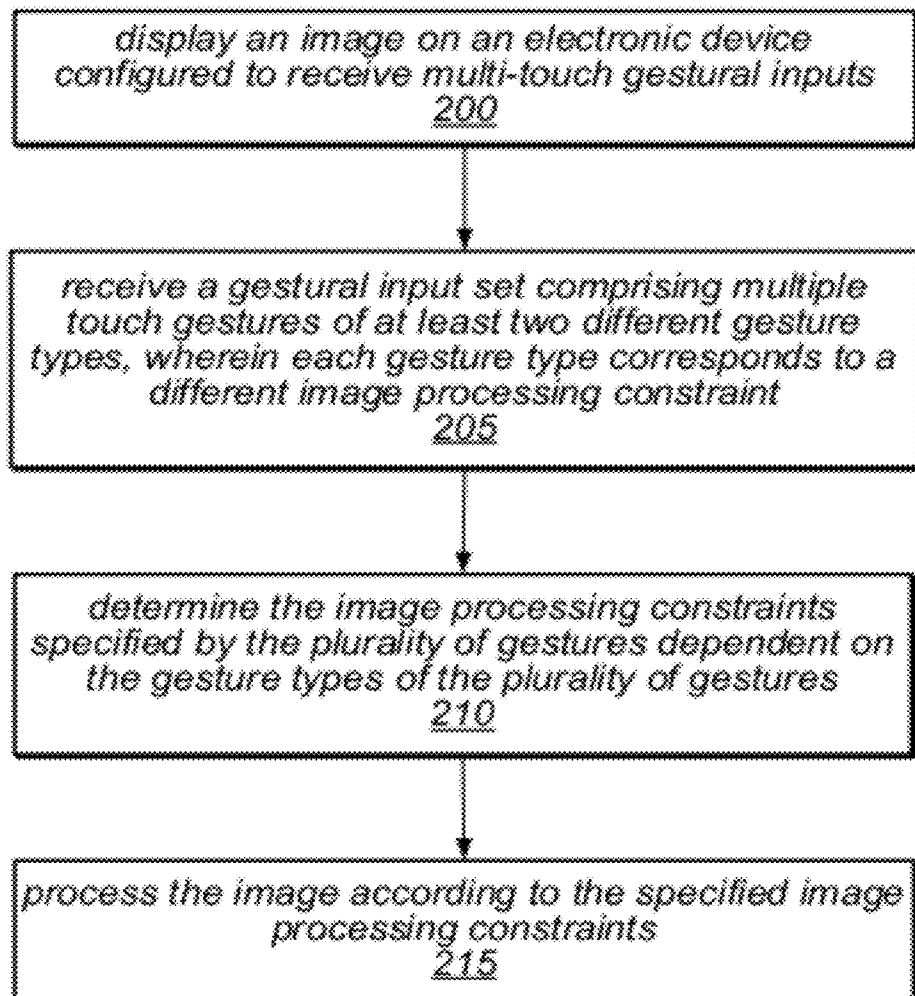 display an image on an electronic device
configured to receive multi-touch gestural inputs
200
receive a gestural input set comprising multiple
touch gestures of at least two different gesture
types, wherein each gesture type corresponds to a
different image processing constraint
205
determine the image processing constraints
specified by the plurality of gestures dependent on
the gesture types of the plurality of gestures
210
process the image according to the specified image
processing constraints
215